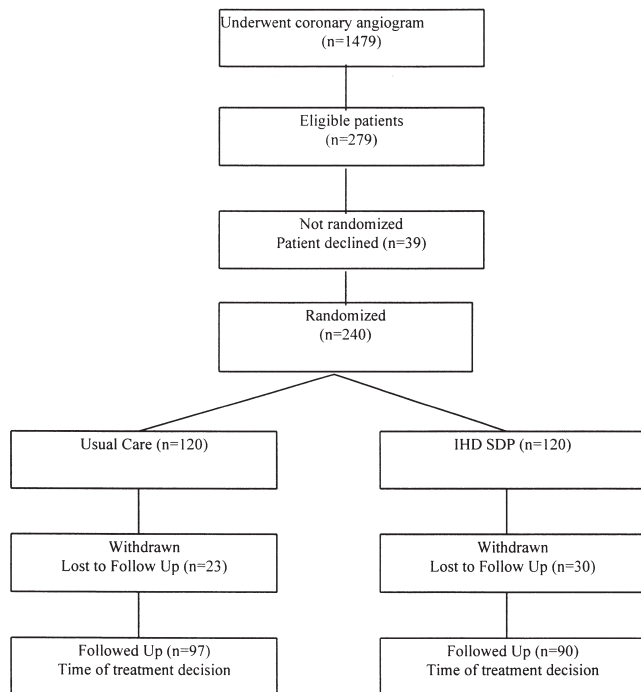 Underwent coronary angiogram
(n=1479)
Eligible patients
(n=279)
Not randomized
Patient declined (n=39)
Randomized
(n=240)
Usual Care (n=120)
IHD SDP (n=120)
Withdrawn
Lost to Follow Up (n=23)
Withdrawn
Lost to Follow Up (n=30)
Followed Up (n=97)
Time of treatment decision
Followed Up (n=90)
Time of treatment decision